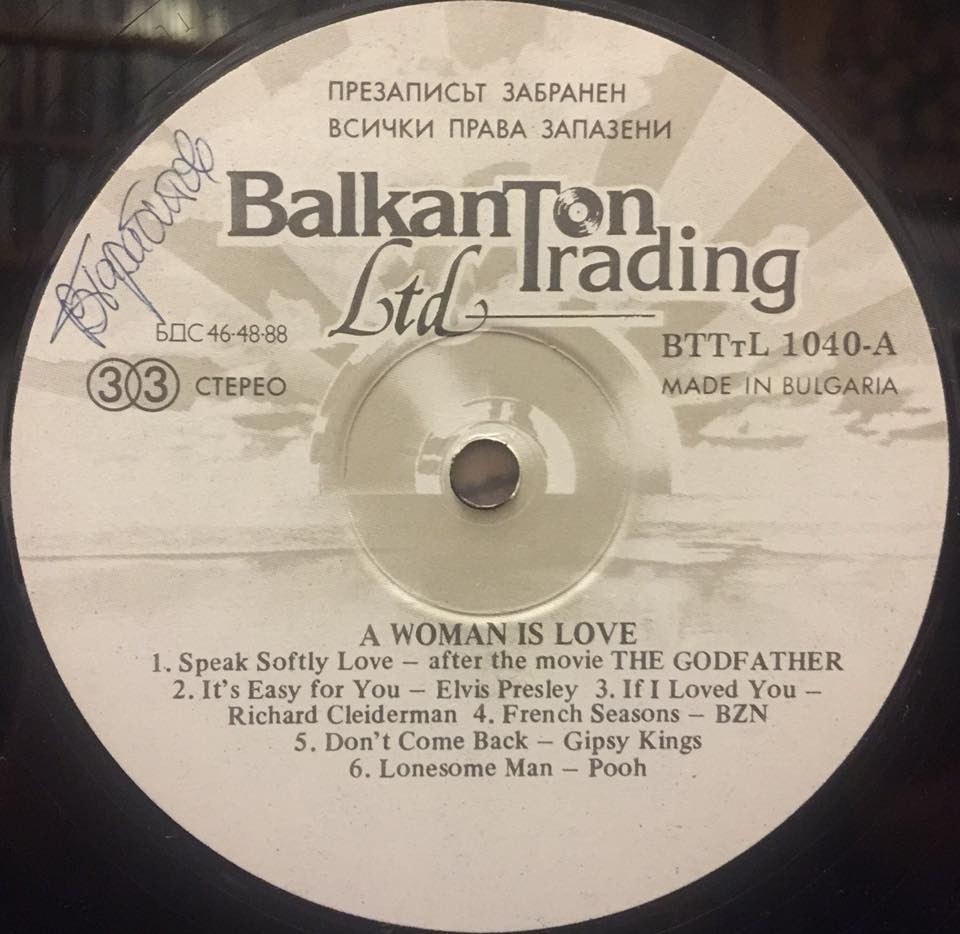 ПРЕЗАПИСЪТ ЗАБРАНЕН
ВСИЧКИ ПРАВА ЗАПАЗЕНИ
BalkanTon
Trading
Ltd
БДС 46-48-88
BTTтL 1040-A
33 СТЕРЕО
MADE IN BULGARIA
A WOMAN IS LOVE
1. Speak Softly Love – after the movie THE GODFATHER
2. It's Easy for You – Elvis Presley 3. If I Loved You –
Richard Cleiderman 4. French Seasons – BZN
5. Don't Come Back – Gipsy Kings
6. Lonesome Man – Pooh